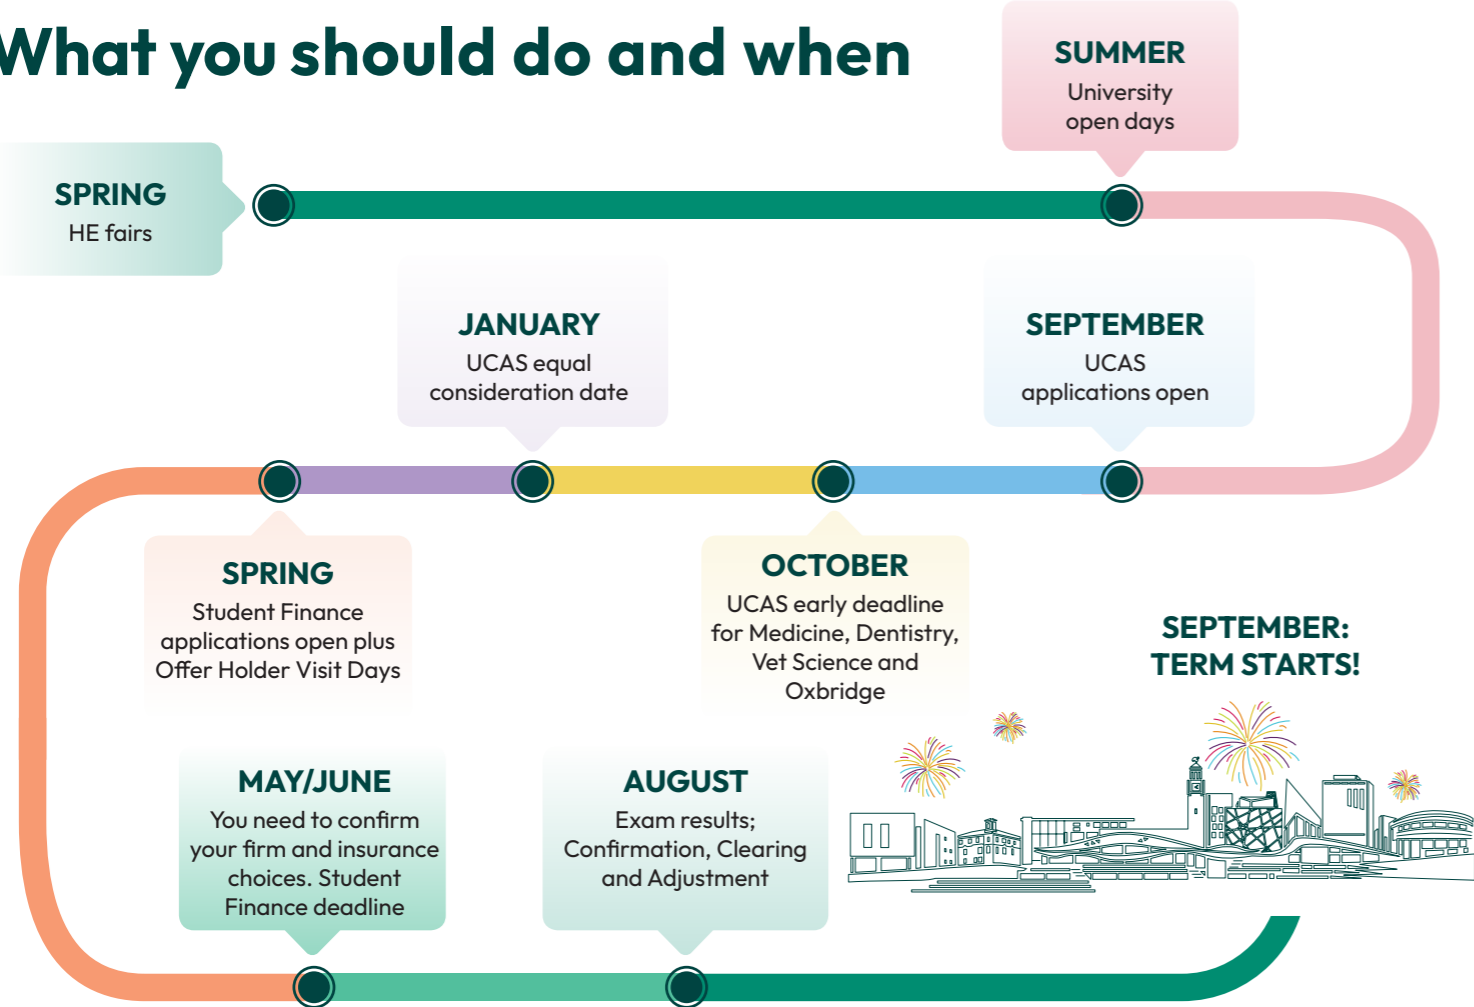 What you should do and when
SPRING
HE fairs
SUMMER
University
open days
SEPTEMBER
UCAS
applications open
OCTOBER
UCAS early deadline
for Medicine, Dentistry,
Vet Science and
Oxbridge
JANUARY
UCAS equal
consideration date
SPRING
Student Finance
applications open plus
Offer Holder Visit Days
MAY/JUNE
You need to confirm
your firm and insurance
choices. Student
Finance deadline
AUGUST
Exam results;
Confirmation, Clearing
and Adjustment
SEPTEMBER:
TERM STARTS!